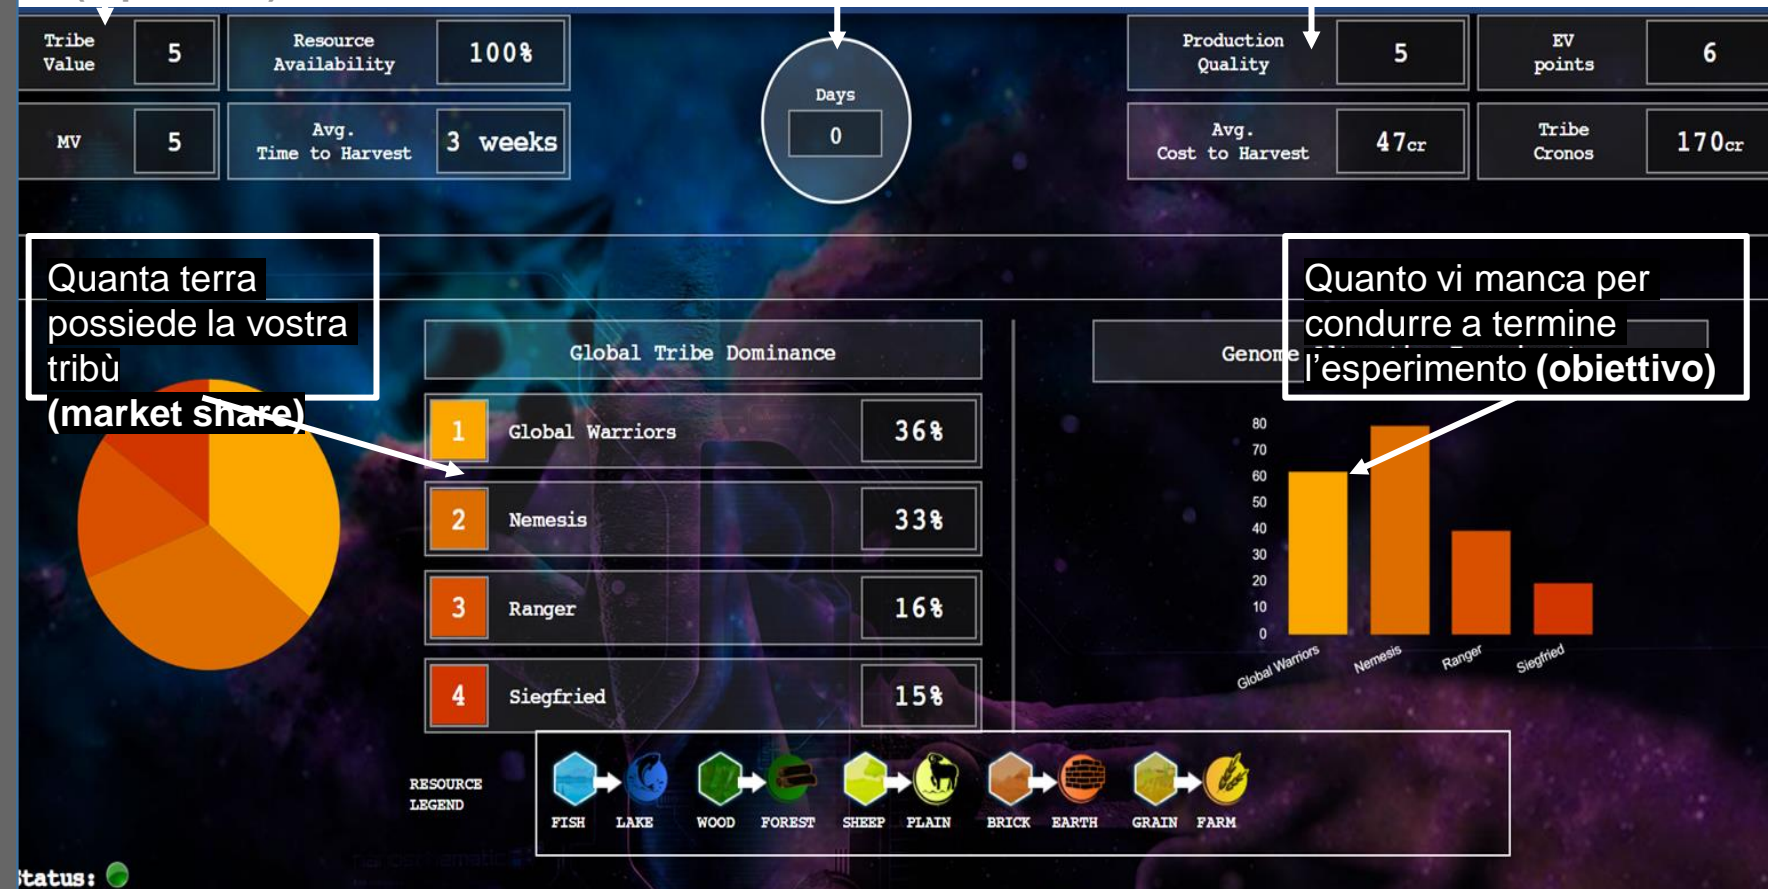 Tribe
Value
5
Resource
Availability
100%
Days
0
Production
Quality
5
EV
points
6
MV
5
Avg.
Time to Harvest
3 weeks
Avg.
Cost to Harvest
47cr
Tribe
Cronos
170cr
Quanta terra
possiede la vostra
tribù
(market share)
Quanto vi manca per
condurre a termine
l'esperimento (obiettivo)
Global Tribe Dominance
Genome
1 Global Warriors 36%
2 Nemesis 33%
3 Ranger 16%
4 Siegfried 15%
80
70
60
50
40
30
20
10
0
Global Warriors
Nemesis
Ranger
Siegfried
RESOURCE
LEGEND
FISH LAKE WOOD FOREST SHEEP PLAIN BRICK EARTH GRAIN FARM
Status: